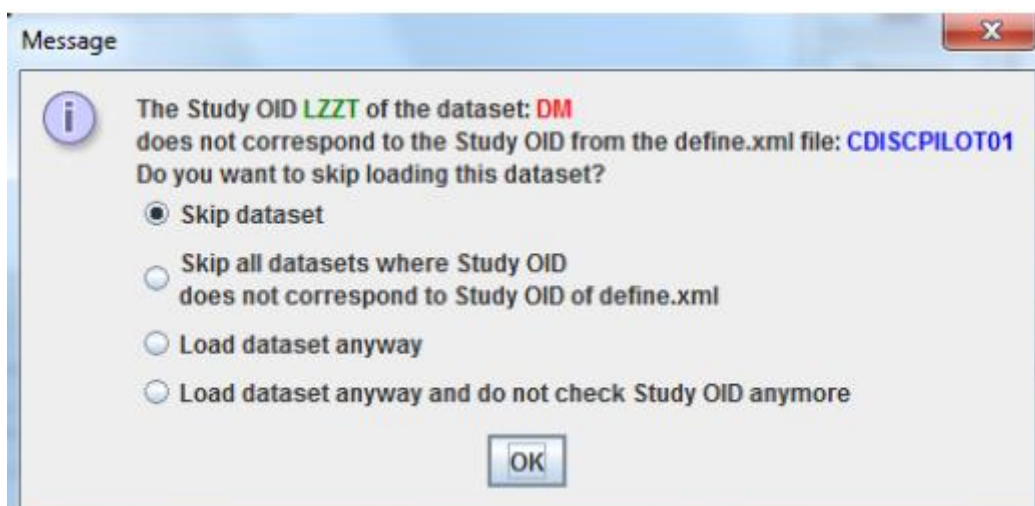 Message
The Study OID LZZT of the dataset: DM
does not correspond to the Study OID from the define.xml file: CDISCPILOT01
Do you want to skip loading this dataset?
Skip dataset
Skip all datasets where Study OID
does not correspond to Study OID of define.xml
Load dataset anyway
Load dataset anyway and do not check Study OID anymore
OK